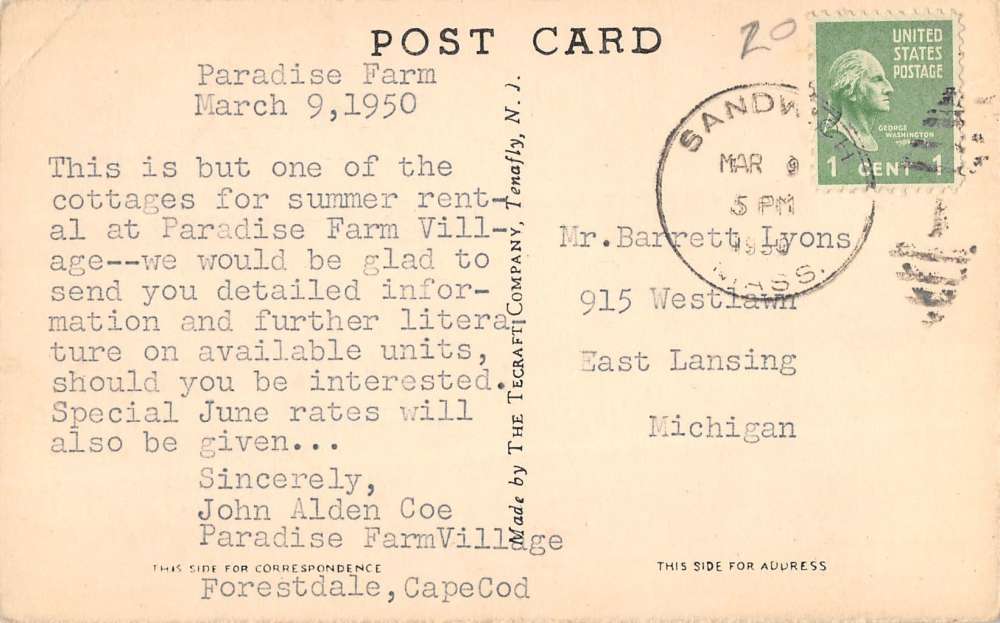 POST CARD
20
UNITED
STATES
POSTAGE
GEORGE
WASHINGTON
1 CENT 1
SANDWICH
MAR 9
5 PM
1950
MASS.
Paradise Farm
March 9,1950
This is but one of the
cottages for summer rent-
al at Paradise Farm Vill-
age--we would be glad to
send you detailed infor-
mation and further litera-
ture on available units,
should you be interested.
Special June rates will
also be given...
Sincerely,
John Alden Coe
Paradise FarmVillage
Forestdale,CapeCod
THIS SIDE FOR CORRESPONDENCE
Made by THE TECRAFT COMPANY, Tenafly, N. J.
Mr.Barrett Lyons
915 Westlawn
East Lansing
Michigan
THIS SIDE FOR ADDRESS